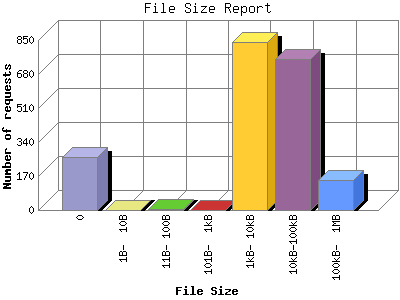 File Size Report
Number of requests
850
680
510
340
170
0
0
1B- 10B
11B- 100B
101B- 1kB
1kB- 10kB
10kB-100kB
100kB- 1MB
File Size